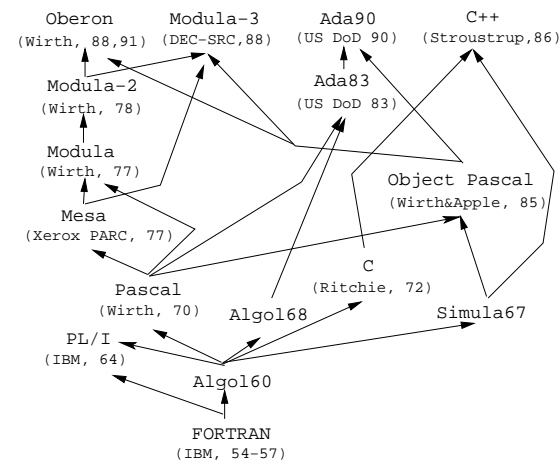 Oberon
(Wirth, 88,91)
Modula-3
(DEC-SRC,88)
Ada90
(US DoD 90)
C++
(Stroustrup,86)
Modula-2
(Wirth, 78)
Ada83
(US DoD 83)
Modula
(Wirth, 77)
Object Pascal
(Wirth&Apple, 85)
Mesa
(Xerox PARC, 77)
C
(Ritchie, 72)
Pascal
(Wirth, 70)
Algol68
Simula67
PL/I
(IBM, 64)
Algol60
FORTRAN
(IBM, 54-57)